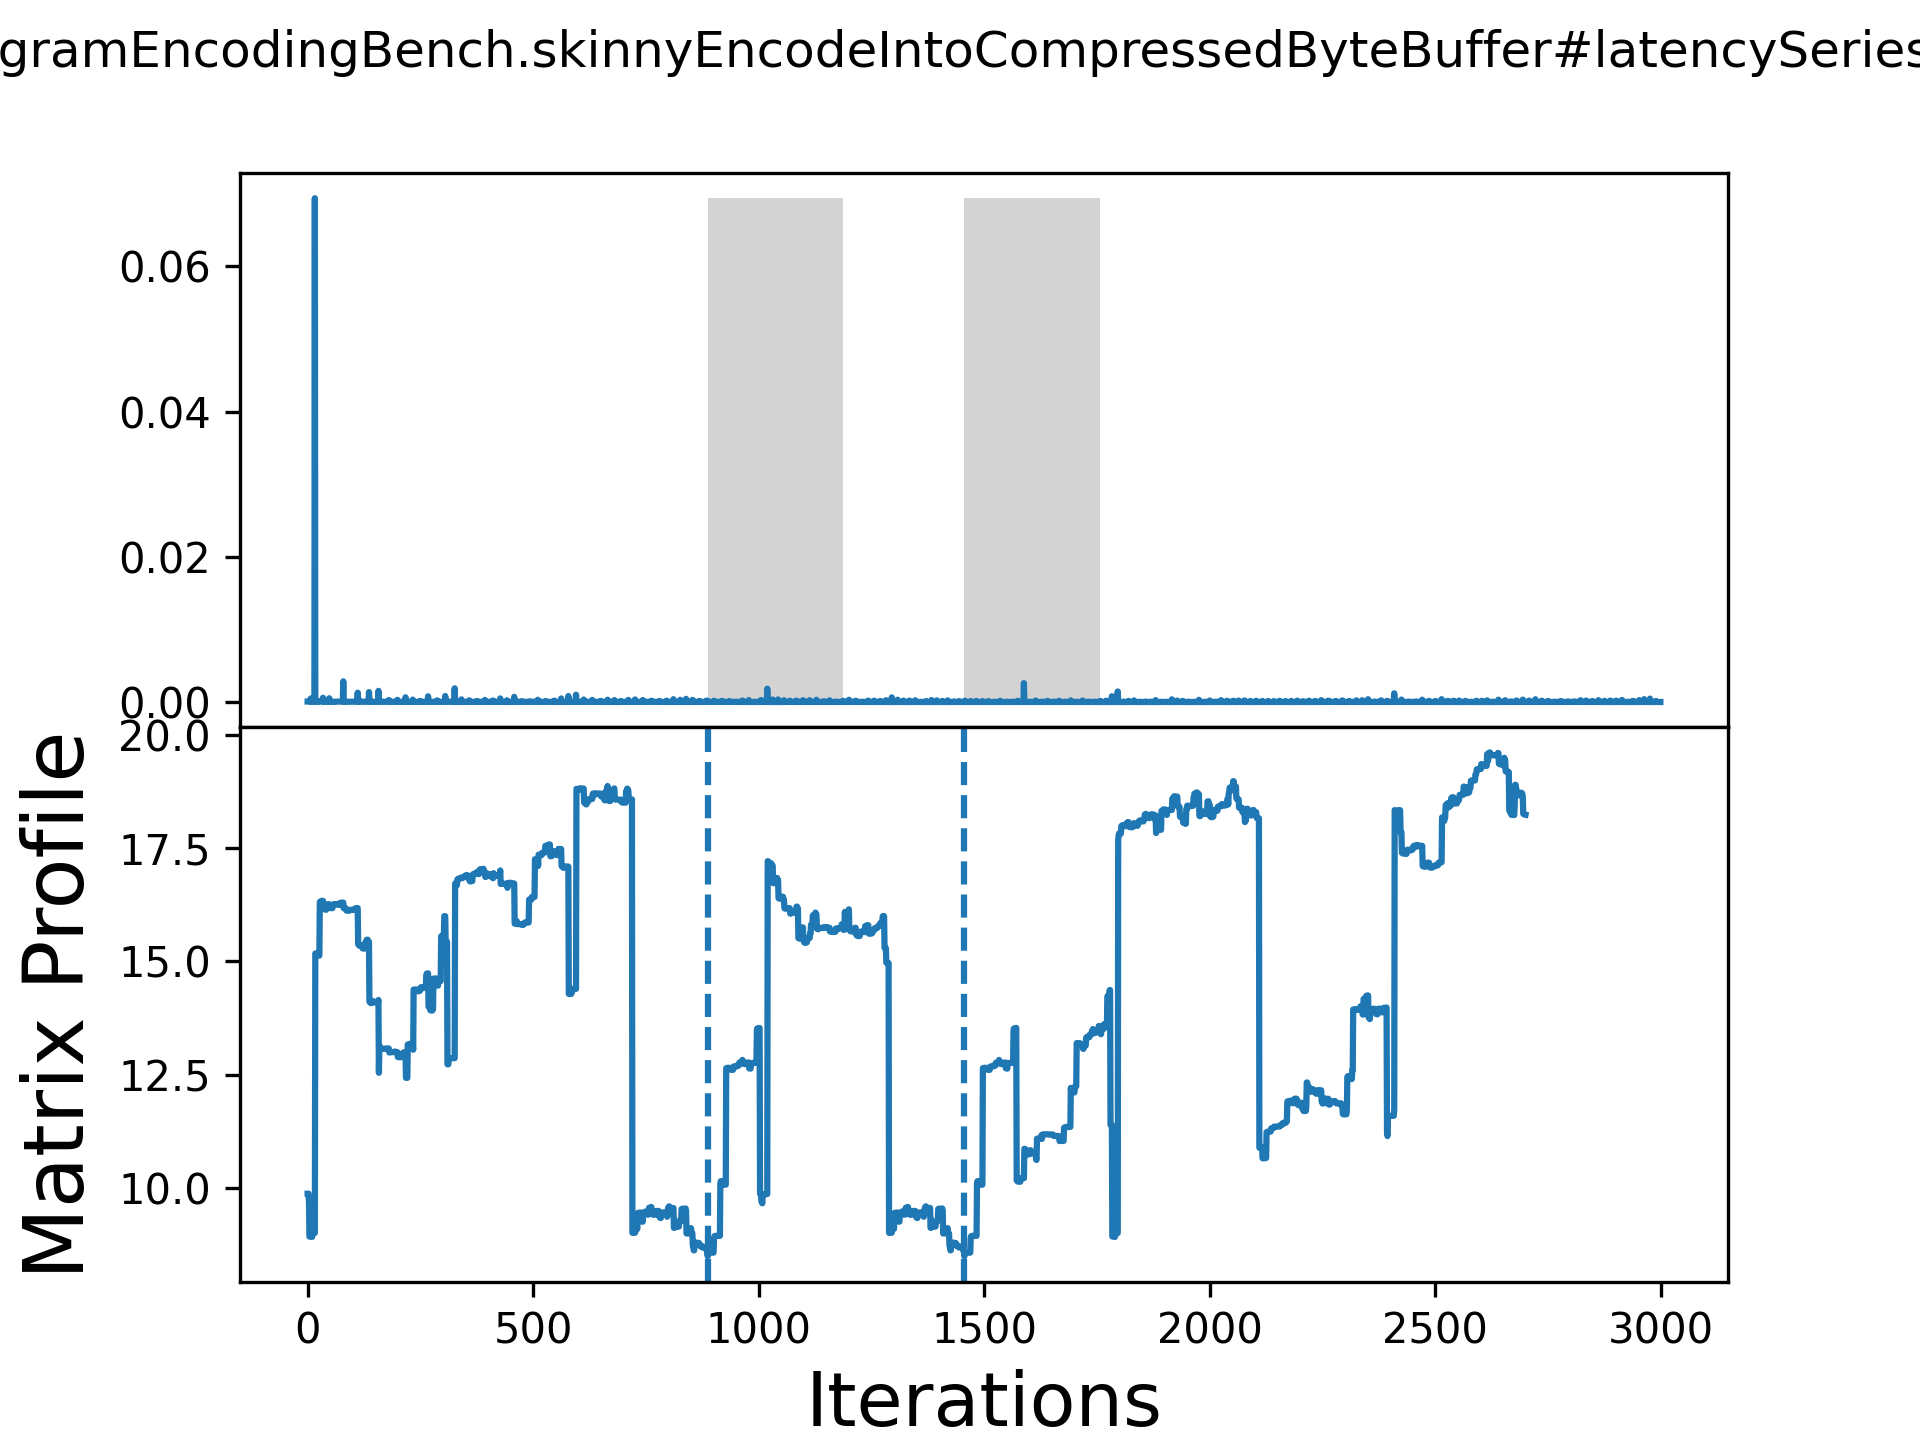 gramEncodingBench.skinnyEncodeIntoCompressedByteBuffer#latencySeries
0.06
0.04
0.02
0.00
20.0
17.5
15.0
12.5
10.0
Matrix Profile
0 500 1000 1500 2000 2500 3000
Iterations